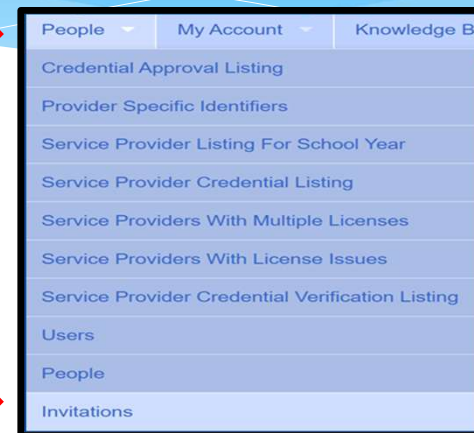 People My Account Knowledge B
Credential Approval Listing
Provider Specific Identifiers
Service Provider Listing For School Year
Service Provider Credential Listing
Service Providers With Multiple Licenses
Service Providers With License Issues
Service Provider Credential Verification Listing
Users
People
Invitations